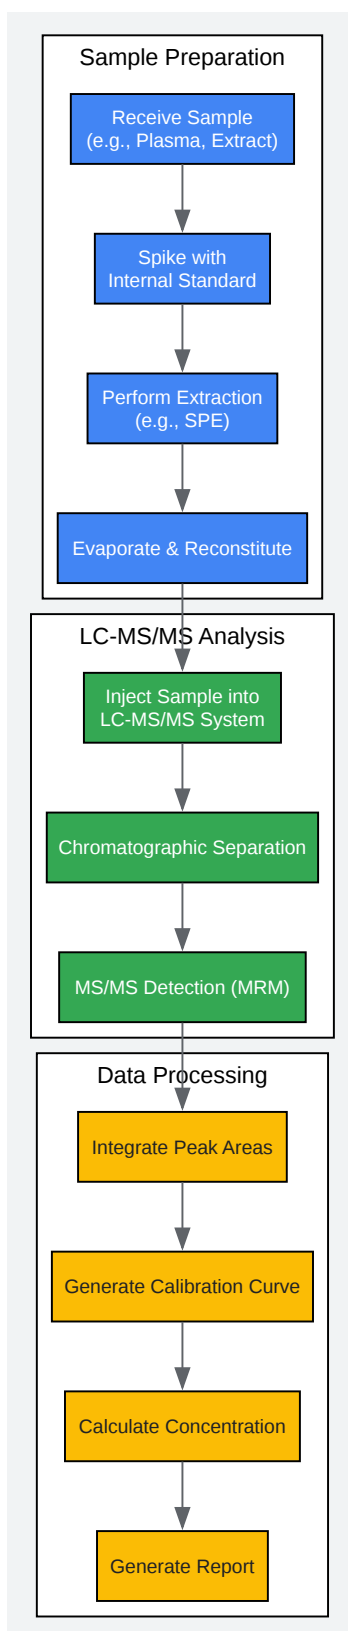 Sample Preparation
Receive Sample
(e.g., Plasma, Extract)
Spike with
Internal Standard
Perform Extraction
(e.g., SPE)
Evaporate & Reconstitute
LC-MS/MS Analysis
Inject Sample into
LC-MS/MS System
Chromatographic Separation
MS/MS Detection (MRM)
Data Processing
Integrate Peak Areas
Generate Calibration Curve
Calculate Concentration
Generate Report